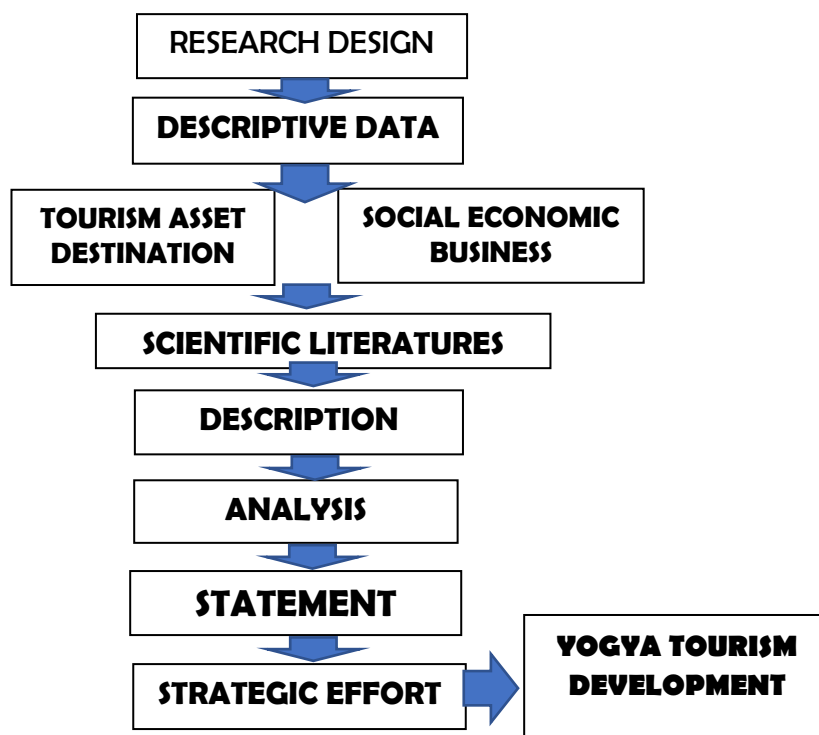 RESEARCH DESIGN
DESCRIPTIVE DATA
TOURISM ASSET
DESTINATION
SOCIAL ECONOMIC
BUSINESS
SCIENTIFIC LITERATURES
DESCRIPTION
ANALYSIS
STATEMENT
STRATEGIC EFFORT
YOGYA TOURISM
DEVELOPMENT